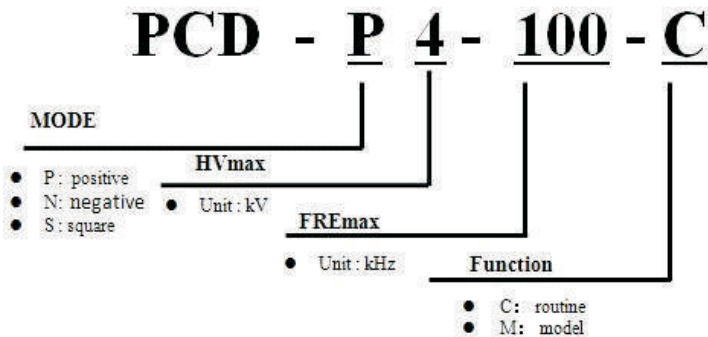 PCD - P 4 - 100 - C
MODE
● P: positive
● N: negative
● S: square
HVmax
● Unit : kV
FREmax
● Unit : kHz
Function
● C: routine
● M: model